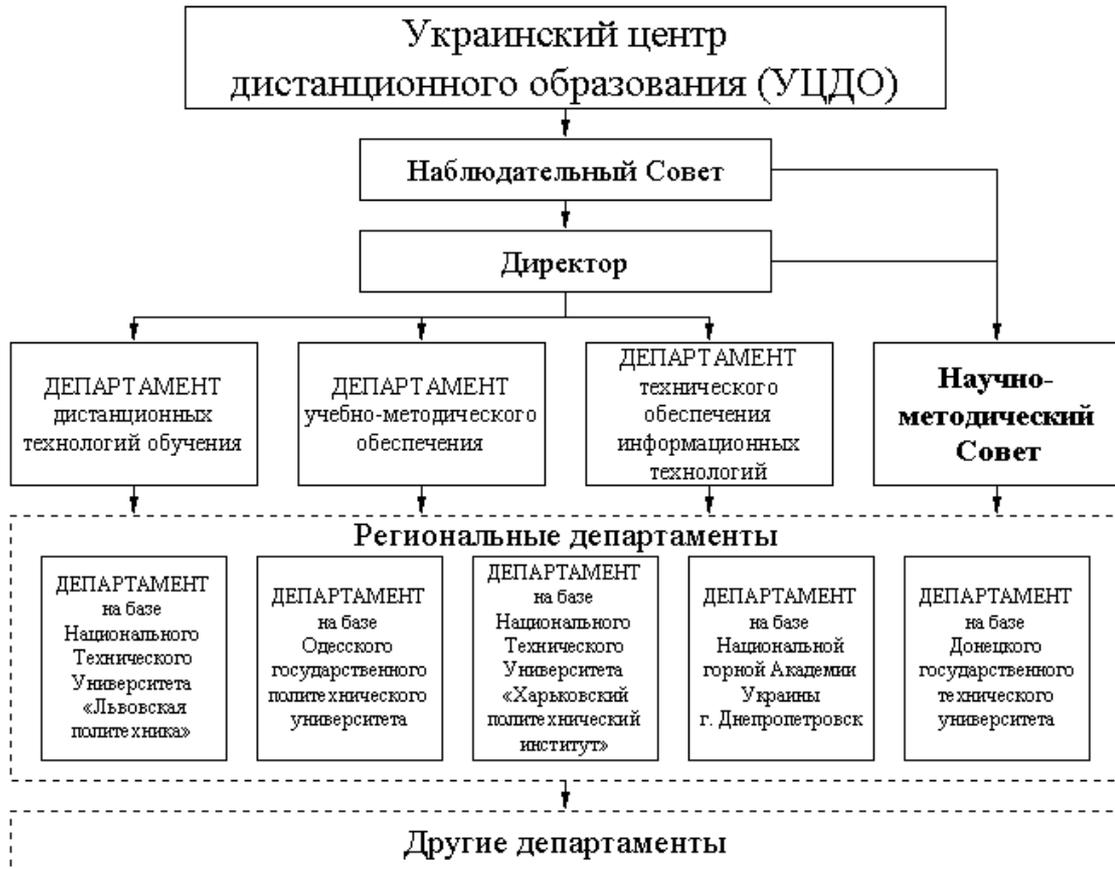 Украинский центр
дистанционного образования (УЦДО)
Наблюдательный Совет
Директор
ДЕПАРТАМЕНТ
дистанционных
технологий обучения
ДЕПАРТАМЕНТ
учебно-методического
обеспечения
ДЕПАРТАМЕНТ
технического
обеспечения
информационных
технологий
Научно-
методический
Совет
Региональные департаменты
ДЕПАРТАМЕНТ
на базе
Национального
Технического
Университета
«Львовская
политехника»
ДЕПАРТАМЕНТ
на базе
Одесского
государственного
политехнического
университета
ДЕПАРТАМЕНТ
на базе
Национального
Технического
Университета
«Харьковский
политехнический
институт»
ДЕПАРТАМЕНТ
на базе
Национальной
горной Академии
Украины
г. Днепропетровск
ДЕПАРТАМЕНТ
на базе
Донецкого
государственного
технического
университета
Другие департаменты